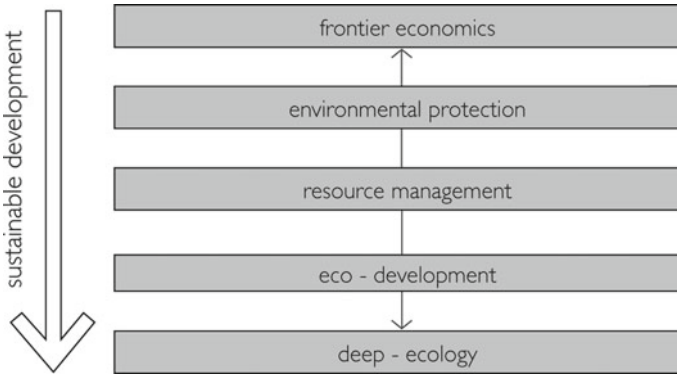 sustainable development
frontier economics
environmental protection
resource management
eco - development
deep - ecology